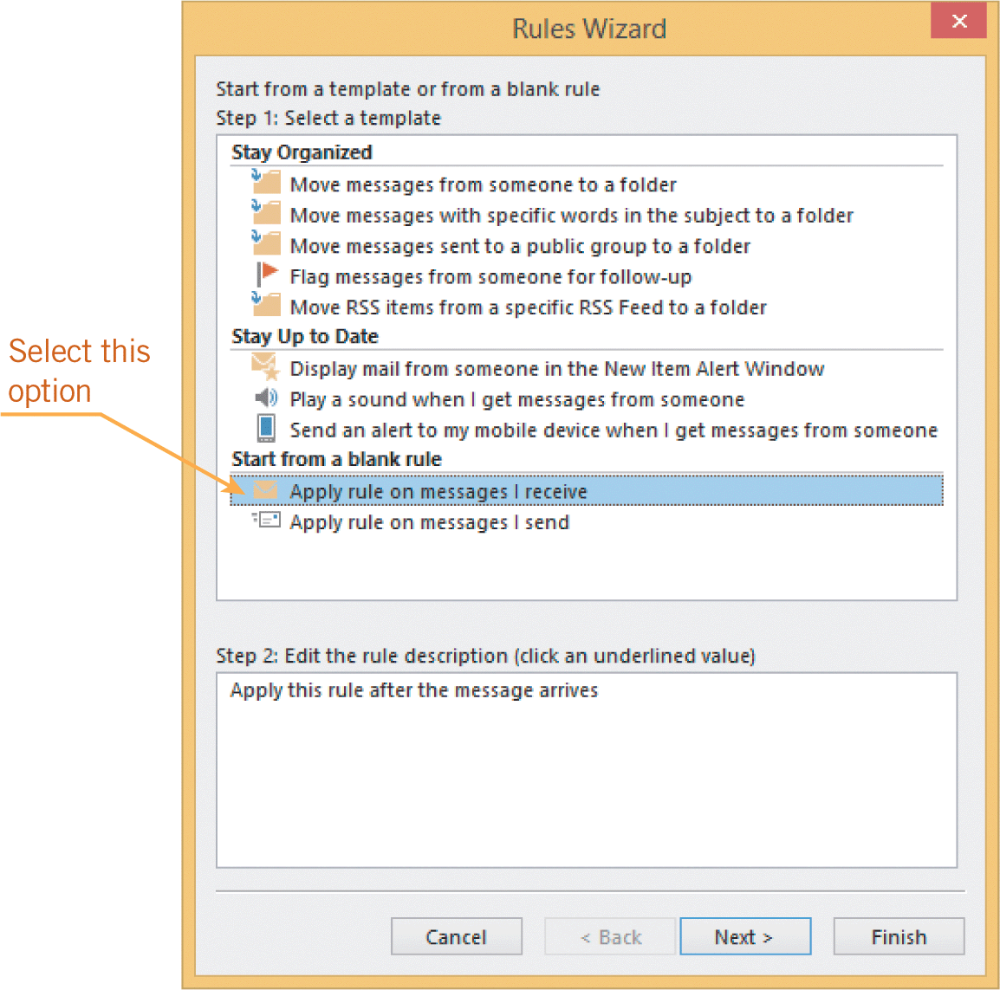 Rules Wizard
Start from a template or from a blank rule
Step 1: Select a template
Stay Organized
Move messages from someone to a folder
Move messages with specific words in the subject to a folder
Move messages sent to a public group to a folder
Flag messages from someone for follow-up
Move RSS items from a specific RSS Feed to a folder
Stay Up to Date
Display mail from someone in the New Item Alert Window
Play a sound when I get messages from someone
Send an alert to my mobile device when I get messages from someone
Start from a blank rule
Apply rule on messages I receive
Apply rule on messages I send
Select this
option
Step 2: Edit the rule description (click an underlined value)
Apply this rule after the message arrives
Cancel
< Back
Next >
Finish